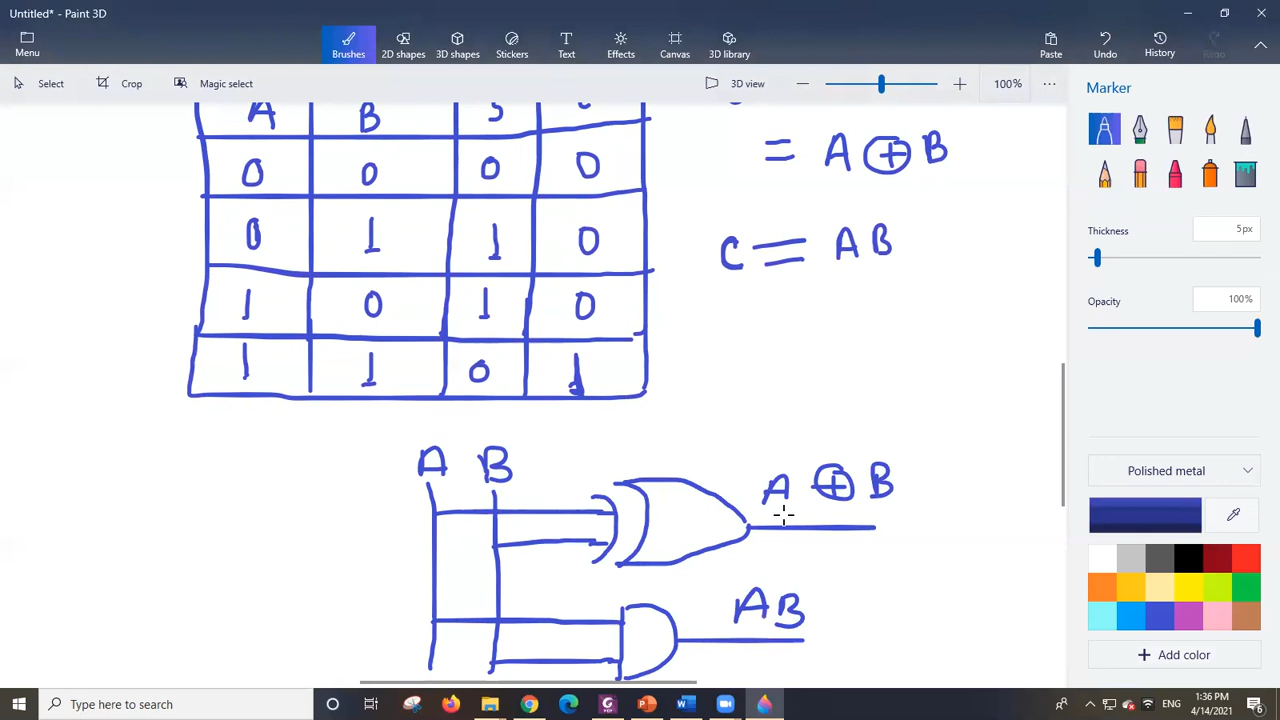 Untitled* - Paint 3D
Menu
Brushes
2D shapes
3D shapes
Stickers
Text
Effects
Canvas
3D library
Paste
Undo
History
Redo
Select
Crop
Magic select
3D view
100%
Marker
Thickness
5px
Opacity
100%
Polished metal
Add color
A B S
= A ⊕ B
0 0 0 0
0 1 1 0
C = AB
1 0 1 0
1 1 0 1
A B
A ⊕ B
AB
Type here to search
1:36 PM
4/14/2021
6